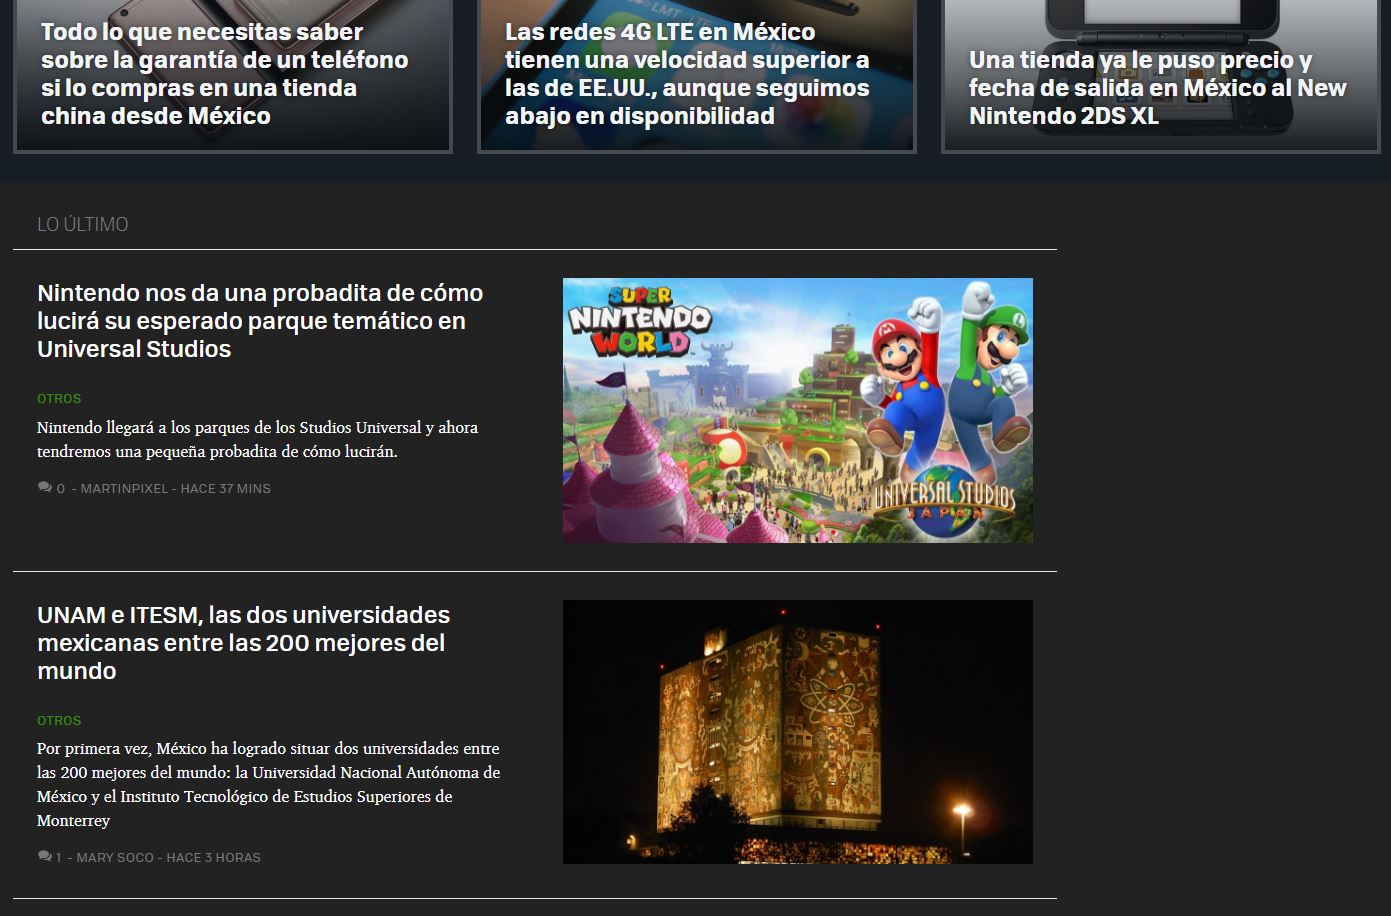 Todo lo que necesitas saber
sobre la garantía de un teléfono
si lo compras en una tienda
china desde México
LMT LTE
Las redes 4G LTE en México
tienen una velocidad superior a
las de EE.UU., aunque seguimos
abajo en disponibilidad
Una tienda ya le puso precio y
fecha de salida en México al New
Nintendo 2DS XL
LO ÚLTIMO
Nintendo nos da una probadita de cómo
lucirá su esperado parque temático en
Universal Studios
OTROS
Nintendo llegará a los parques de los Studios Universal y ahora
tendremos una pequeña probadita de cómo lucirán.
0 - MARTINPIXEL - HACE 37 MINS
SUPER
NINTENDO
WORLD
UNIVERSAL STUDIOS
JAPAN
UNAM e ITESM, las dos universidades
mexicanas entre las 200 mejores del
mundo
OTROS
Por primera vez, México ha logrado situar dos universidades entre
las 200 mejores del mundo: la Universidad Nacional Autónoma de
México y el Instituto Tecnológico de Estudios Superiores de
Monterrey
1 - MARY SOCO - HACE 3 HORAS